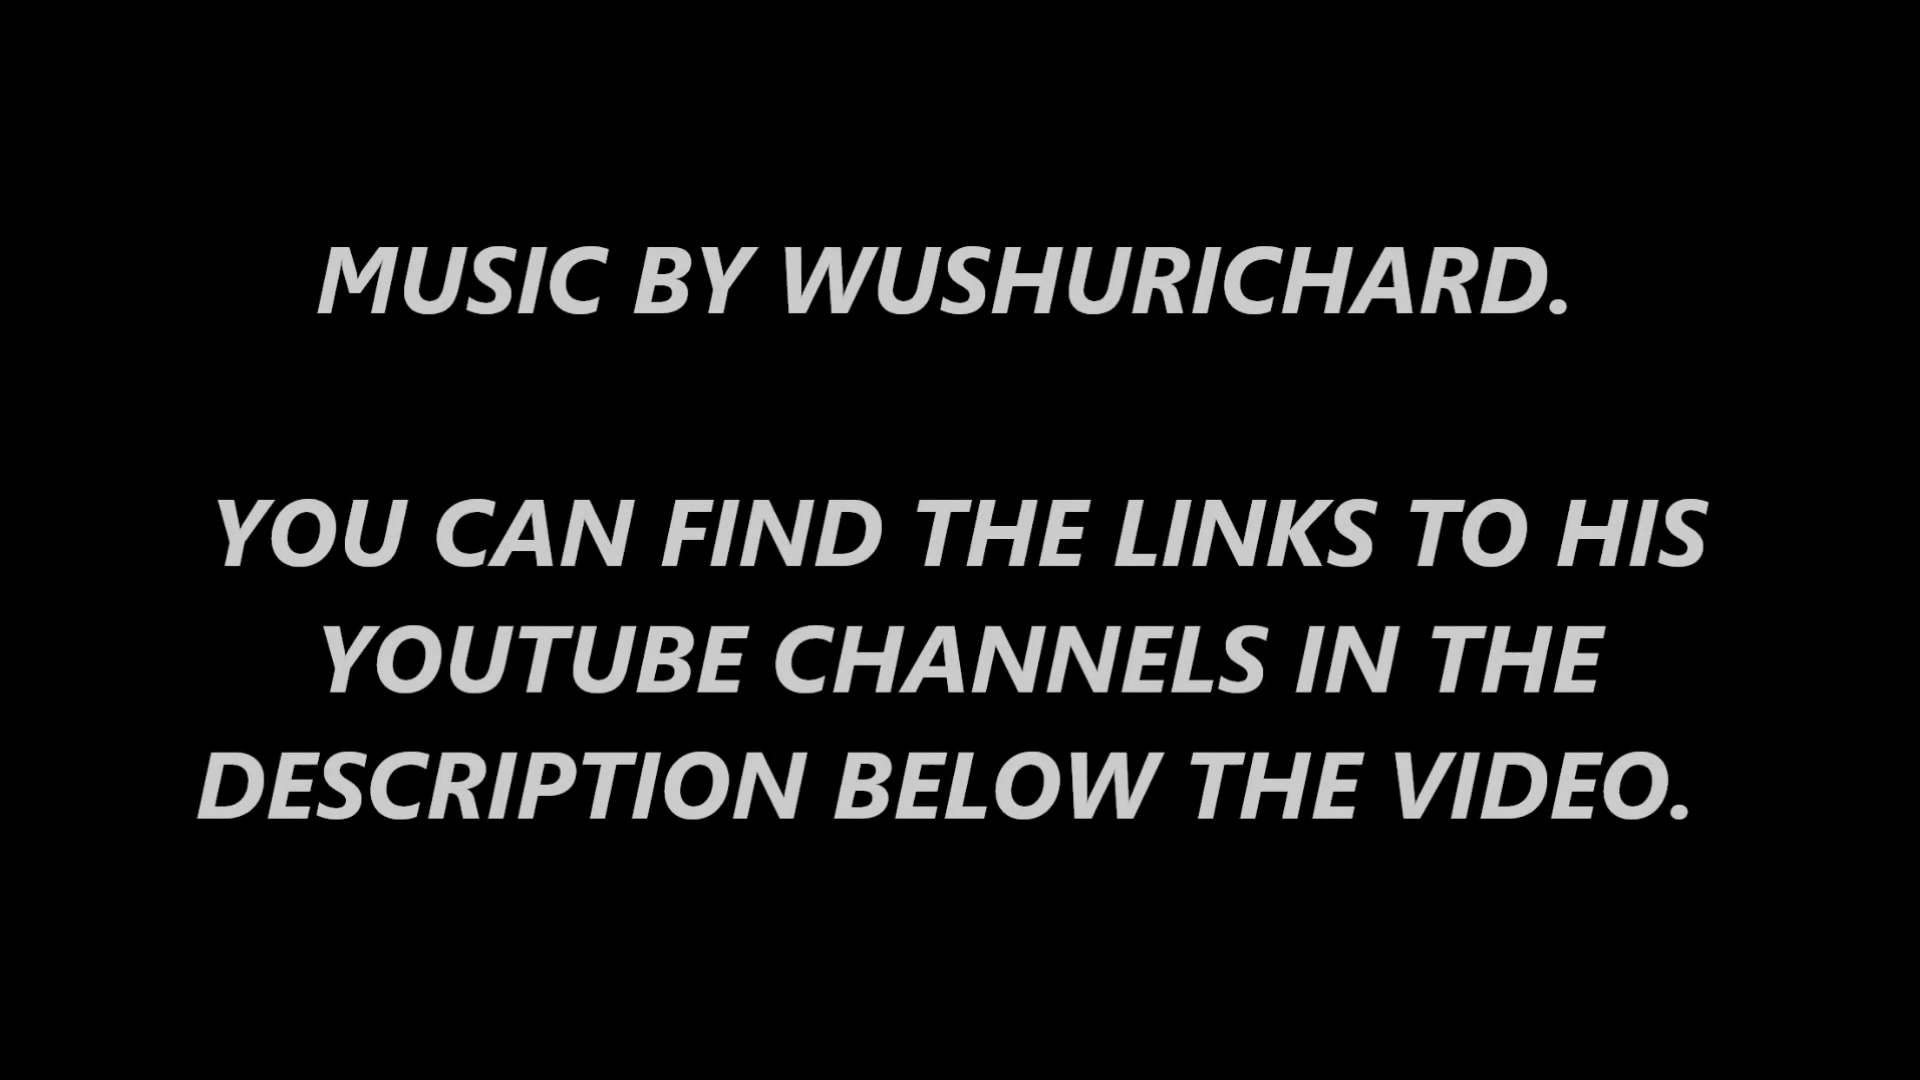 MUSIC BY WUSHURICHARD.
YOU CAN FIND THE LINKS TO HIS
YOUTUBE CHANNELS IN THE
DESCRIPTION BELOW THE VIDEO.